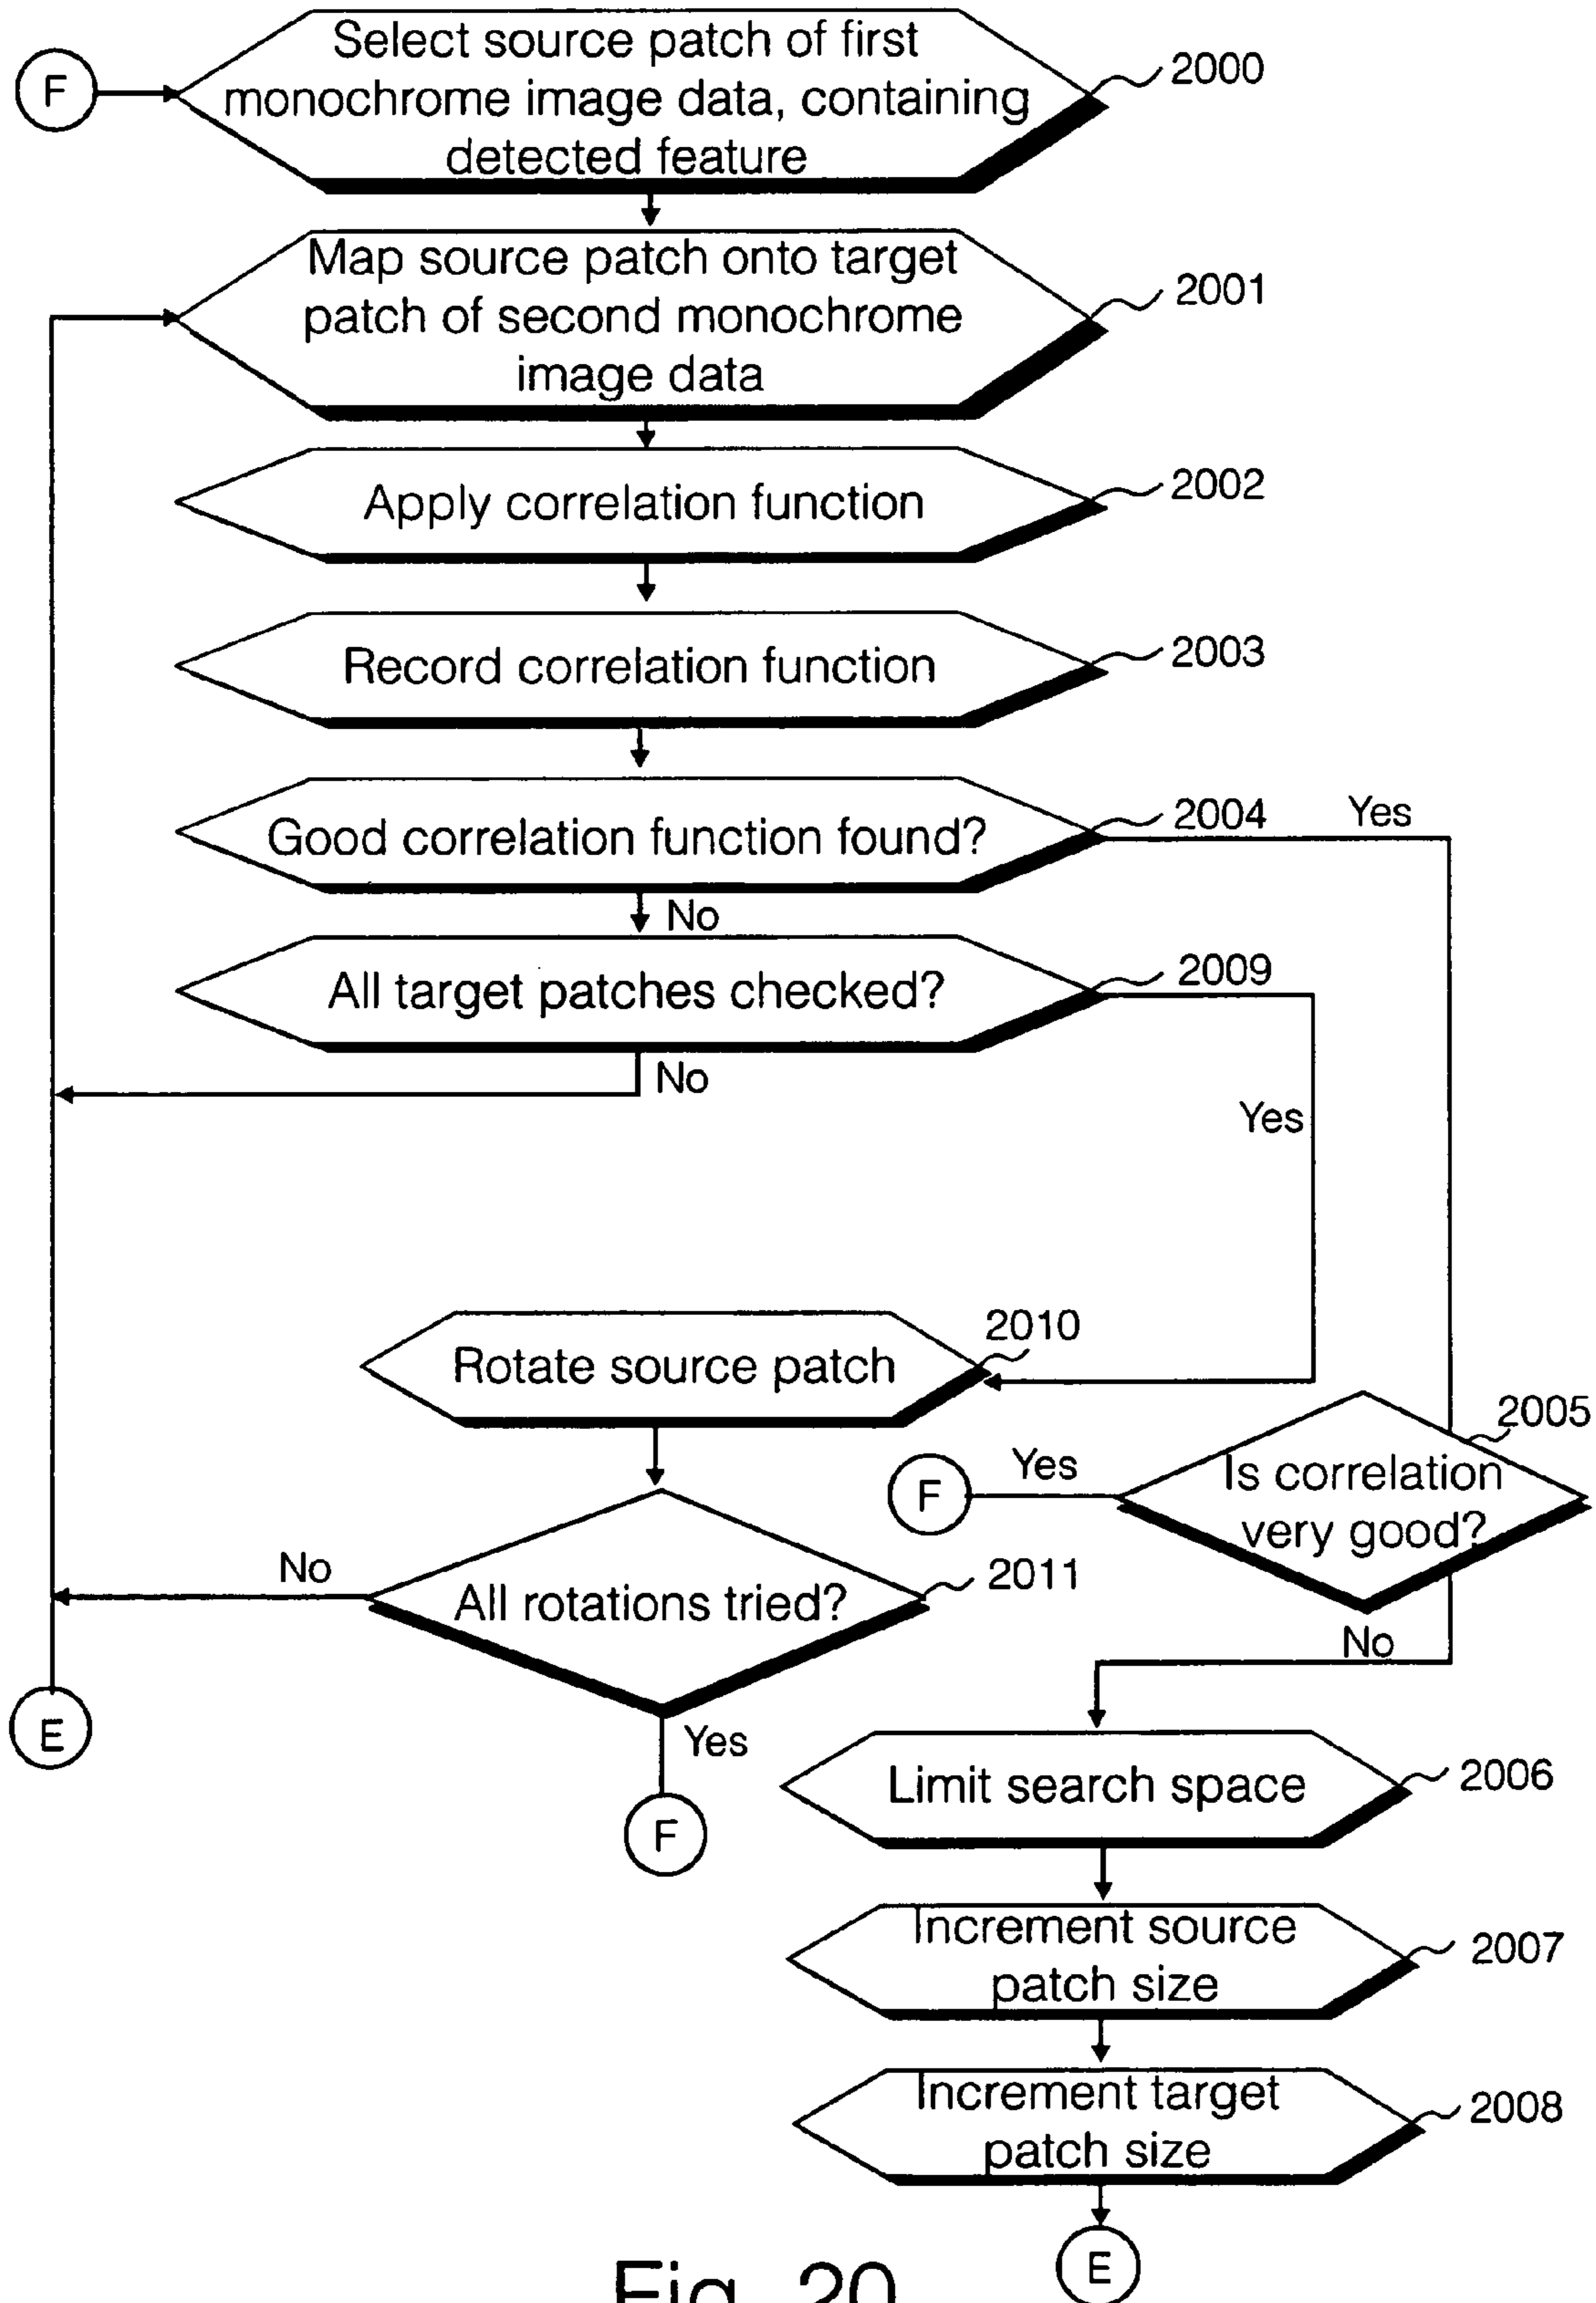 F
Select source patch of first
monochrome image data, containing
detected feature
2000
Map source patch onto target
patch of second monochrome
image data
2001
Apply correlation function
2002
Record correlation function
2003
Good correlation function found?
2004
Yes
No
All target patches checked?
2009
No
Yes
Rotate source patch
2010
2005
Is correlation
very good?
Yes
F
No
All rotations tried?
2011
No
Yes
F
E
Limit search space
2006
Increment source
patch size
2007
Increment target
patch size
2008
E
Fig. 20